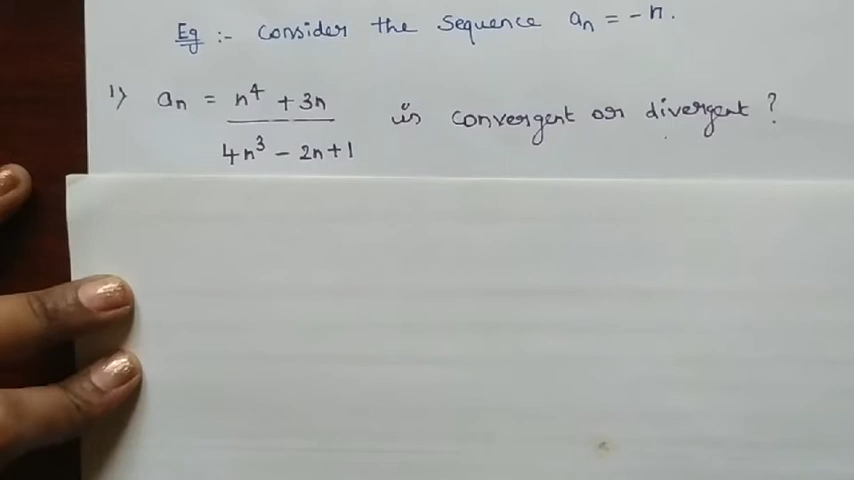 Eg :- Consider the sequence aₙ = -n.
1) aₙ = n⁴ + 3n / 4n³ - 2n + 1 is convergent or divergent ?